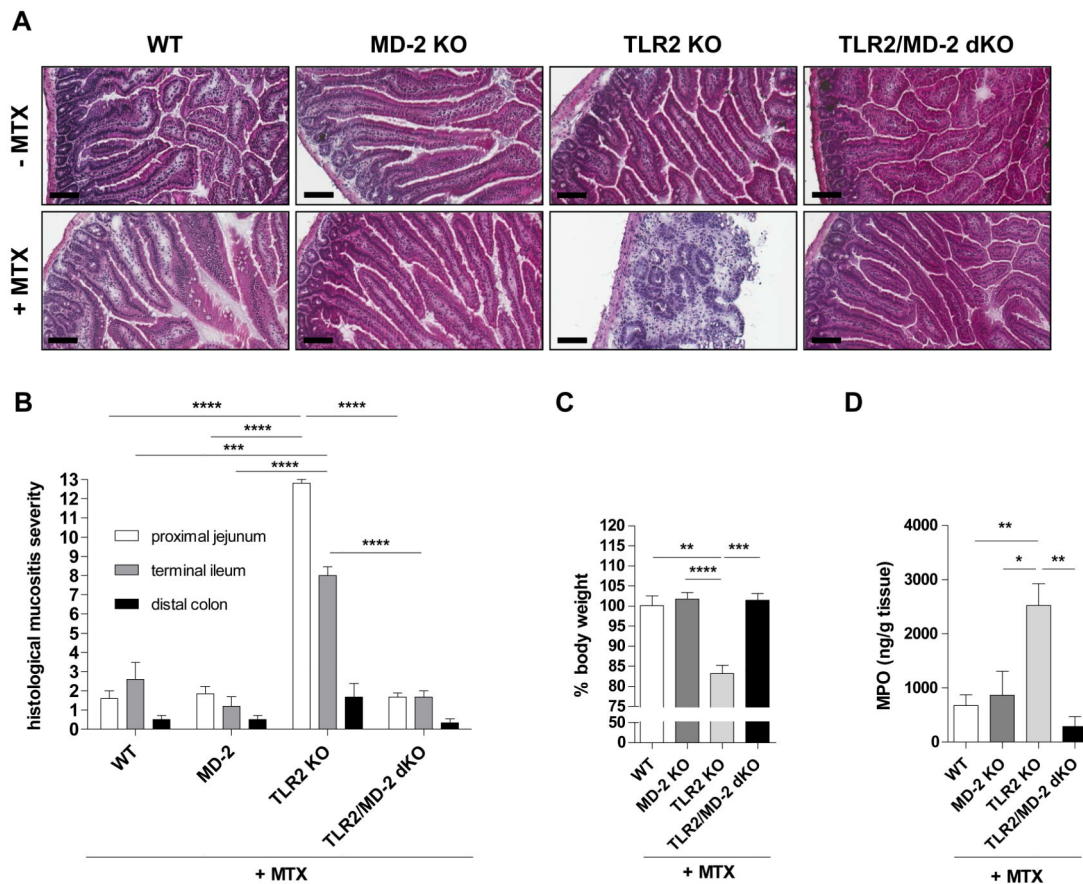 A
WT
MD-2 KO
TLR2 KO
TLR2/MD-2 dKO
- MTX
+ MTX
B
****
****
****
***
****
****
histological mucositis severity
13
12
11
10
9
8
7
6
5
4
3
2
1
0
proximal jejunum
terminal ileum
distal colon
WT
MD-2
TLR2 KO
TLR2/MD-2 dKO
+ MTX
C
% body weight
120
115
110
105
100
95
90
85
80
75
50
0
**
***
****
WT
MD-2 KO
TLR2 KO
TLR2/MD-2 dKO
+ MTX
D
MPO (ng/g tissue)
4000
3000
2000
1000
0
**
*
**
WT
MD-2 KO
TLR2 KO
TLR2/MD-2 dKO
+ MTX